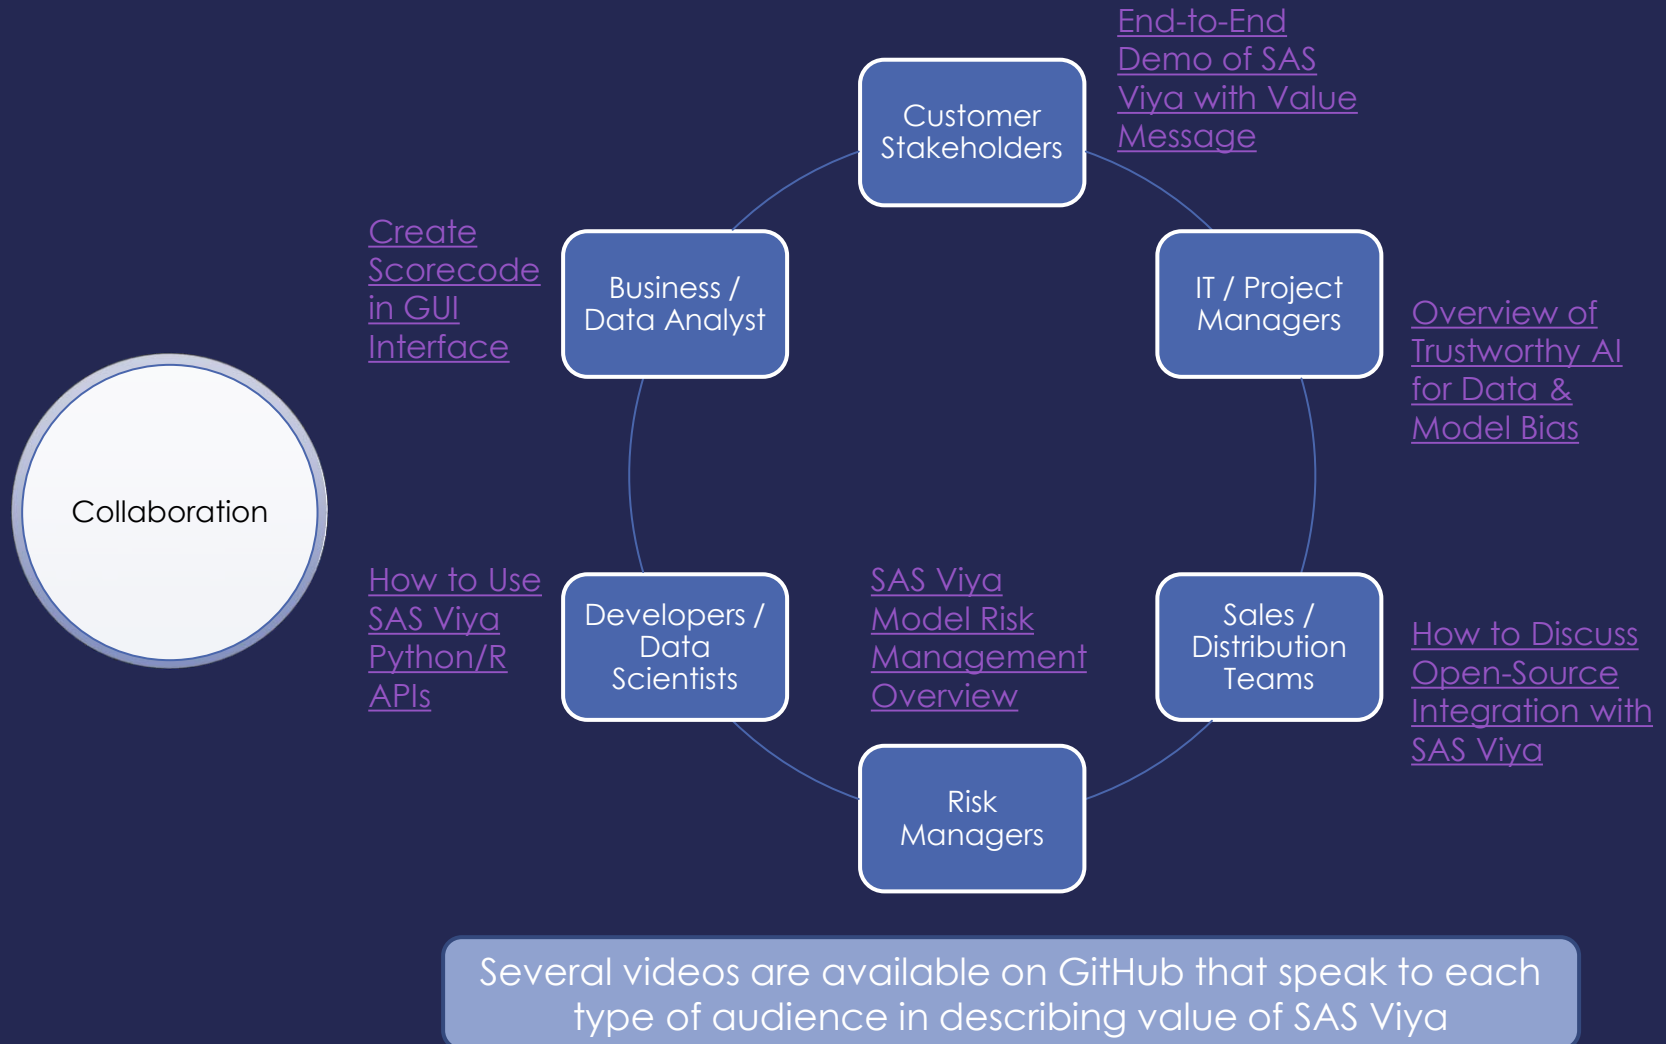 End-to-End
Demo of SAS
Viya with Value
Message
Customer
Stakeholders
Create
Scorecode
in GUI
Interface
Business /
Data Analyst
IT / Project
Managers
Overview of
Trustworthy AI
for Data &
Model Bias
Collaboration
How to Use
SAS Viya
Python/R
APIs
Developers /
Data
Scientists
SAS Viya
Model Risk
Management
Overview
Sales /
Distribution
Teams
How to Discuss
Open-Source
Integration with
SAS Viya
Risk
Managers
Several videos are available on GitHub that speak to each
type of audience in describing value of SAS Viya